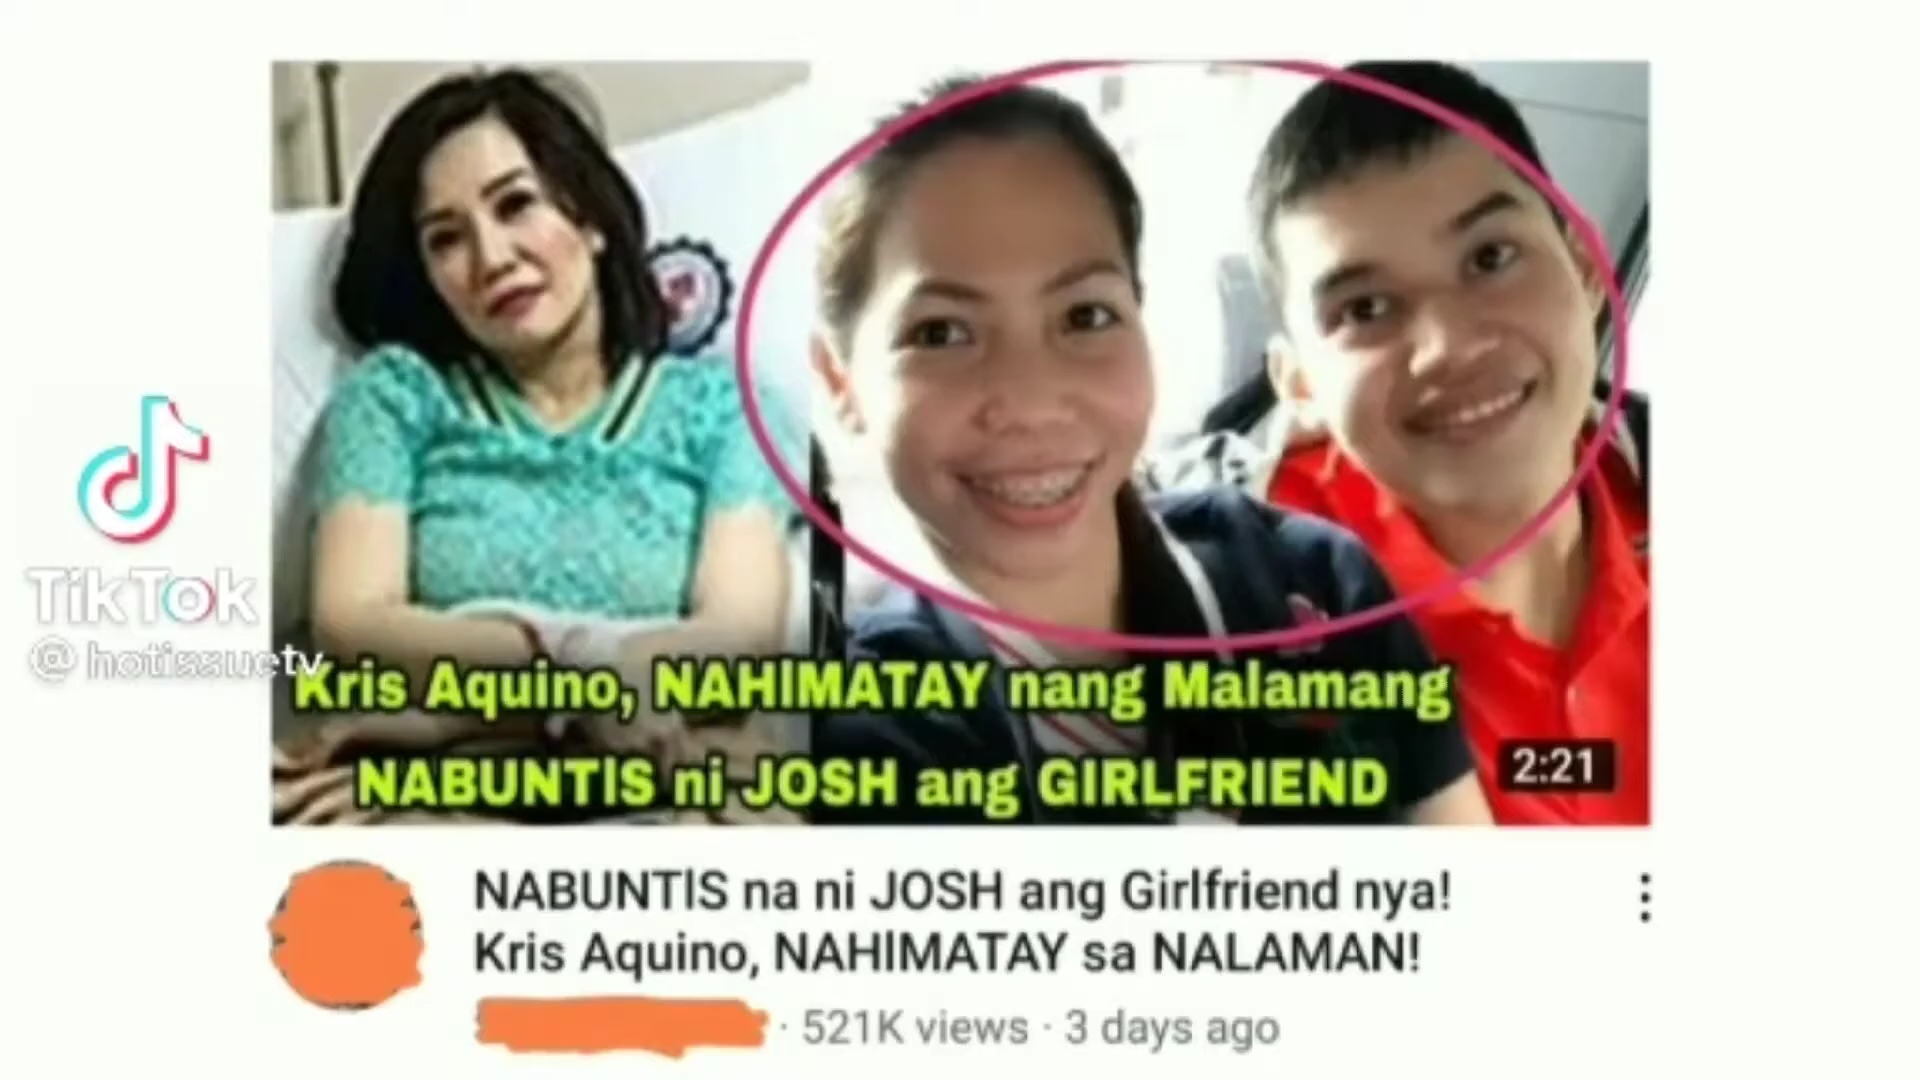 Kris Aquino, NAHIMATAY nang Malamang
NABUNTIS ni JOSH ang GIRLFRIEND
2:21
TikTok
@hotissuetv
NABUNTIS na ni JOSH ang Girlfriend nya!
Kris Aquino, NAHIMATAY sa NALAMAN!
· 521K views · 3 days ago